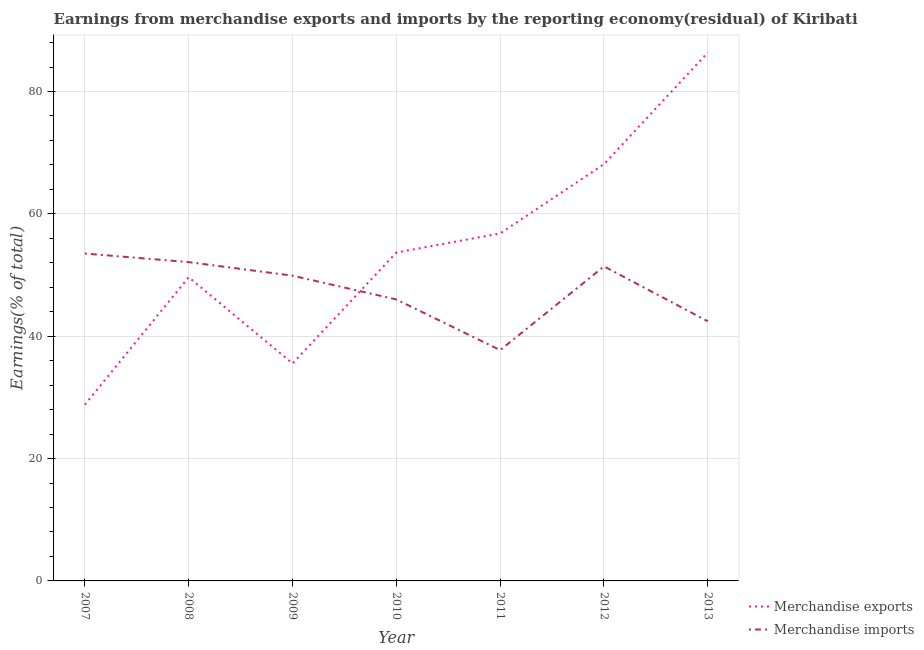 Earnings from merchandise exports and imports by the reporting economy(residual) of Kiribati
Earnings(% of total)
80
60
40
20
0
2007
2008
2009
2010
2011
2012
2013
Year
Merchandise exports
Merchandise imports